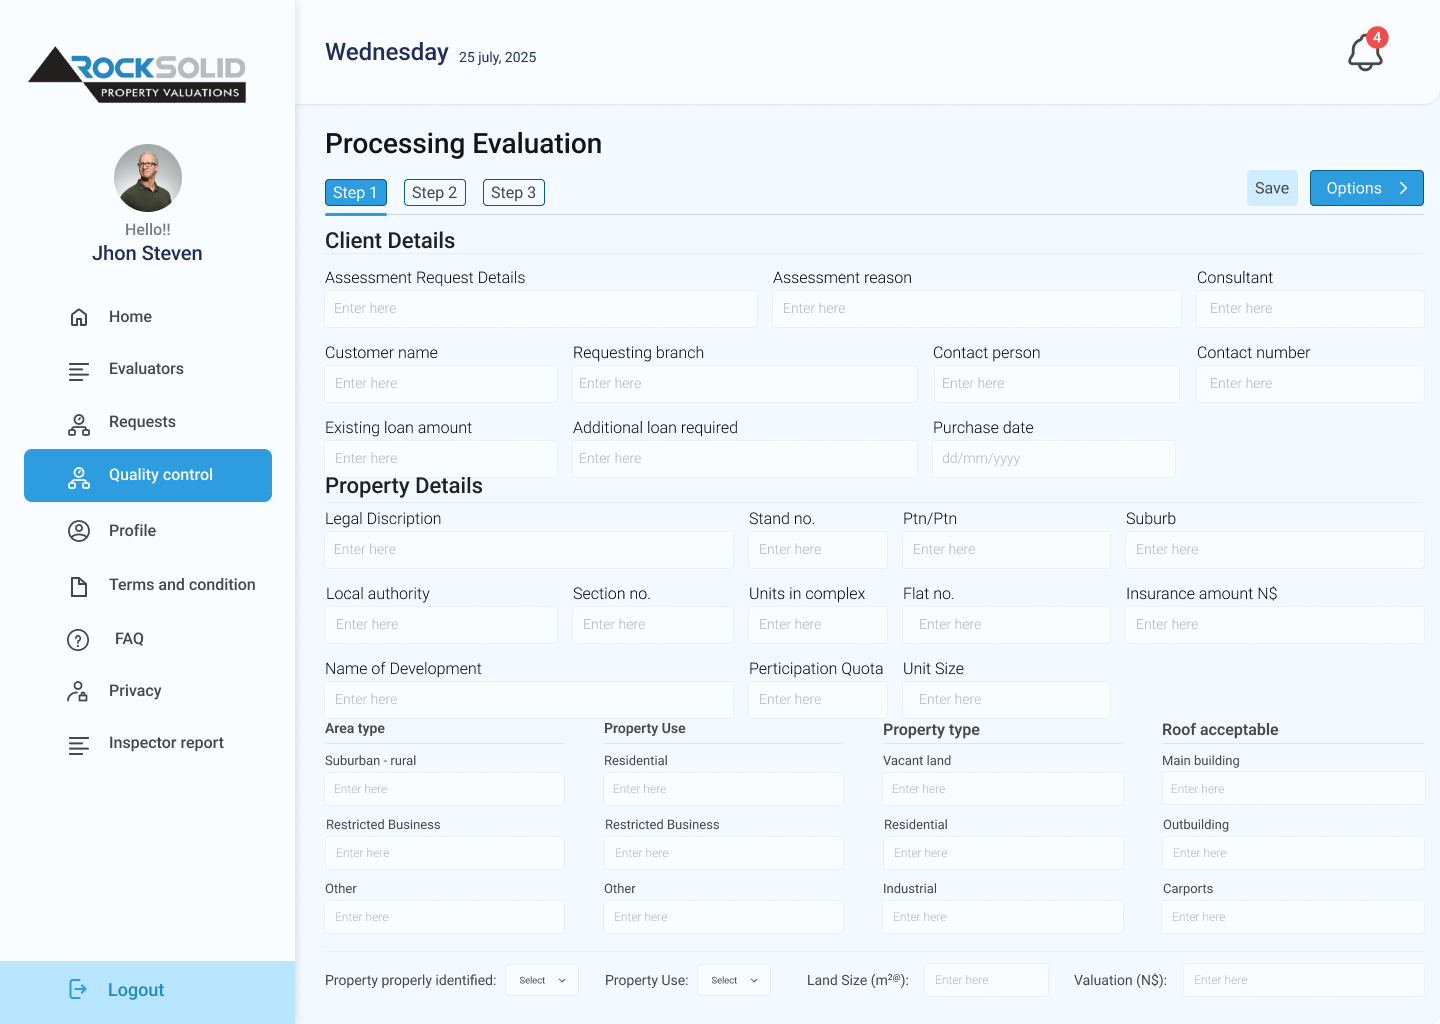 ROCKSOLID
PROPERTY VALUATIONS
Hello!!
Jhon Steven
Home
Evaluators
Requests
Quality control
Profile
Terms and condition
FAQ
Privacy
Inspector report
Logout
Wednesday 25 july, 2025
4
Processing Evaluation
Step 1 Step 2 Step 3 Save Options
Client Details
Assessment Request Details Assessment reason Consultant
Enter here Enter here Enter here
Customer name Requesting branch Contact person Contact number
Enter here Enter here Enter here Enter here
Existing loan amount Additional loan required Purchase date
Enter here Enter here dd/mm/yyyy
Property Details
Legal Discription Stand no. Ptn/Ptn Suburb
Enter here Enter here Enter here Enter here
Local authority Section no. Units in complex Flat no. Insurance amount N$
Enter here Enter here Enter here Enter here Enter here
Name of Development Perticipation Quota Unit Size
Enter here Enter here Enter here
Area type Property Use Property type Roof acceptable
Suburban - rural Residential Vacant land Main building
Enter here Enter here Enter here Enter here
Restricted Business Restricted Business Residential Outbuilding
Enter here Enter here Enter here Enter here
Other Other Industrial Carports
Enter here Enter here Enter here Enter here
Property properly identified: Select Property Use: Select Land Size (m²@): Enter here Valuation (N$): Enter here